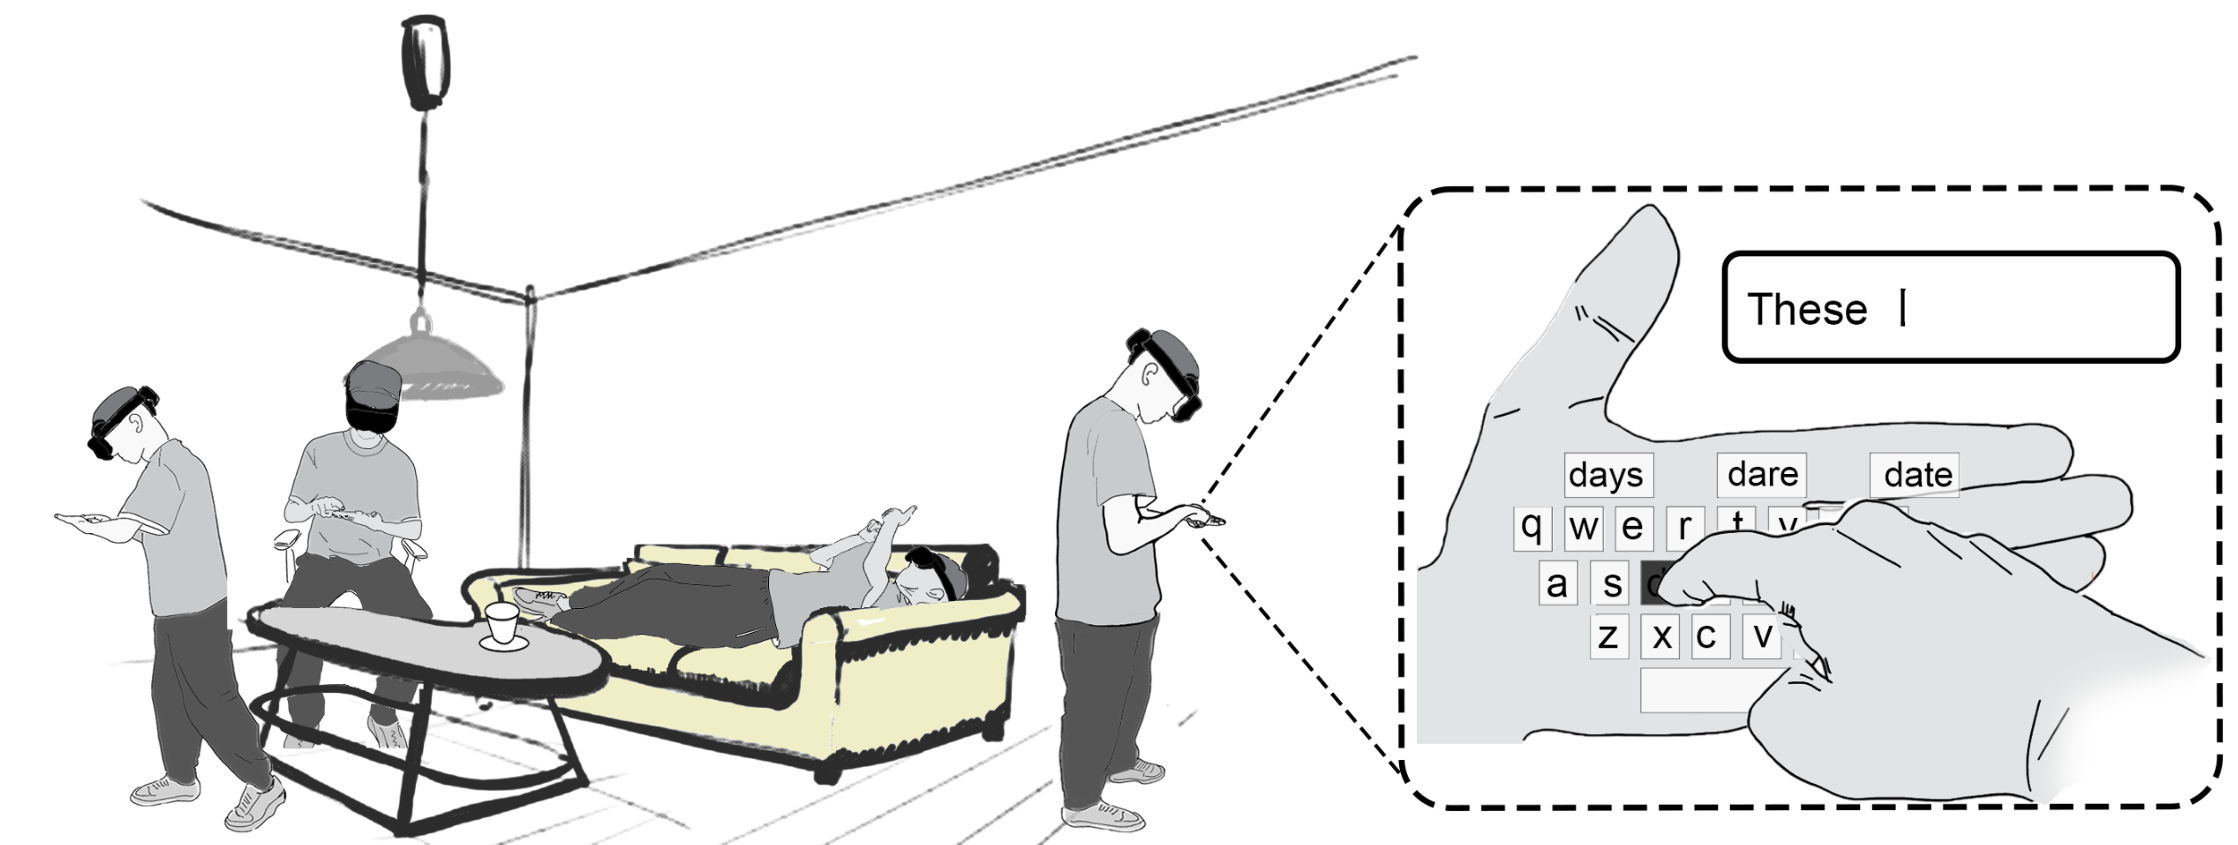 These
days dare date
q w e r t y
a s d
z x c v